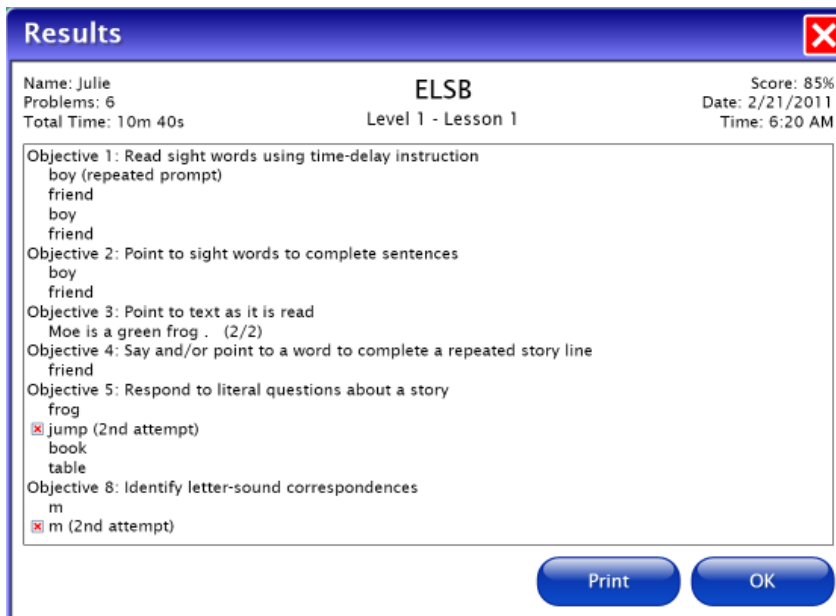 Results
Name: Julie
Problems: 6
Total Time: 10m 40s
ELSB
Level 1 - Lesson 1
Score: 85%
Date: 2/21/2011
Time: 6:20 AM
Objective 1: Read sight words using time-delay instruction
boy (repeated prompt)
friend
boy
friend
Objective 2: Point to sight words to complete sentences
boy
friend
Objective 3: Point to text as it is read
Moe is a green frog . (2/2)
Objective 4: Say and/or point to a word to complete a repeated story line
friend
Objective 5: Respond to literal questions about a story
frog
jump (2nd attempt)
book
table
Objective 8: Identify letter-sound correspondences
m
m (2nd attempt)
Print
OK